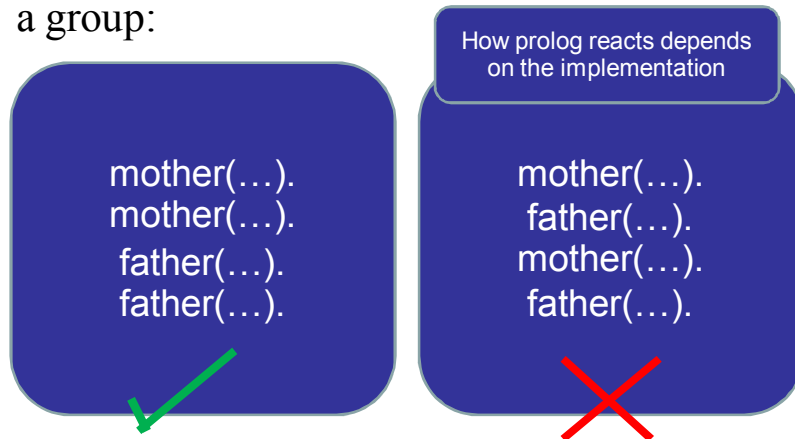 a group:
mother(…).
mother(…).
father(…).
father(…).
How prolog reacts depends
on the implementation
mother(…).
father(…).
mother(…).
father(…).